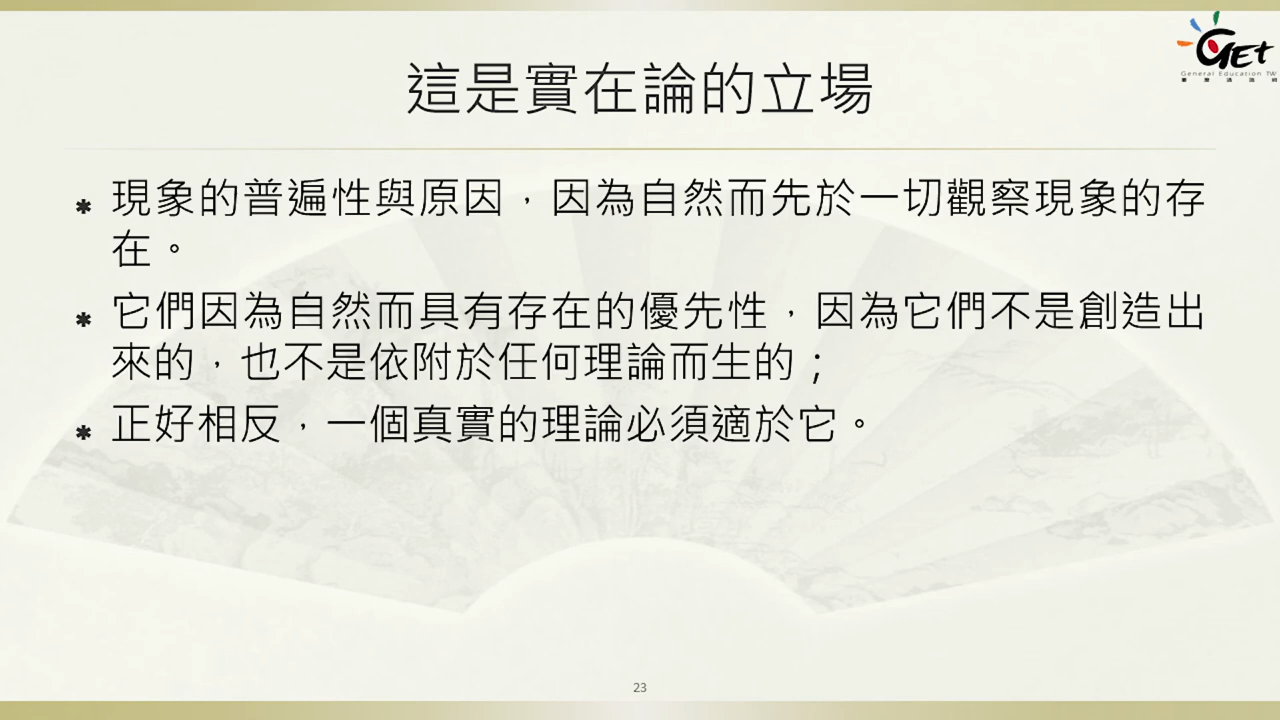 GEt
General Education TW
這是實在論的立場
* 現象的普遍性與原因，因為自然而先於一切觀察現象的存
在。
* 它們因為自然而具有存在的優先性，因為它們不是創造出
來的，也不是依附於任何理論而生的；
* 正好相反，一個真實的理論必須適於它。
23